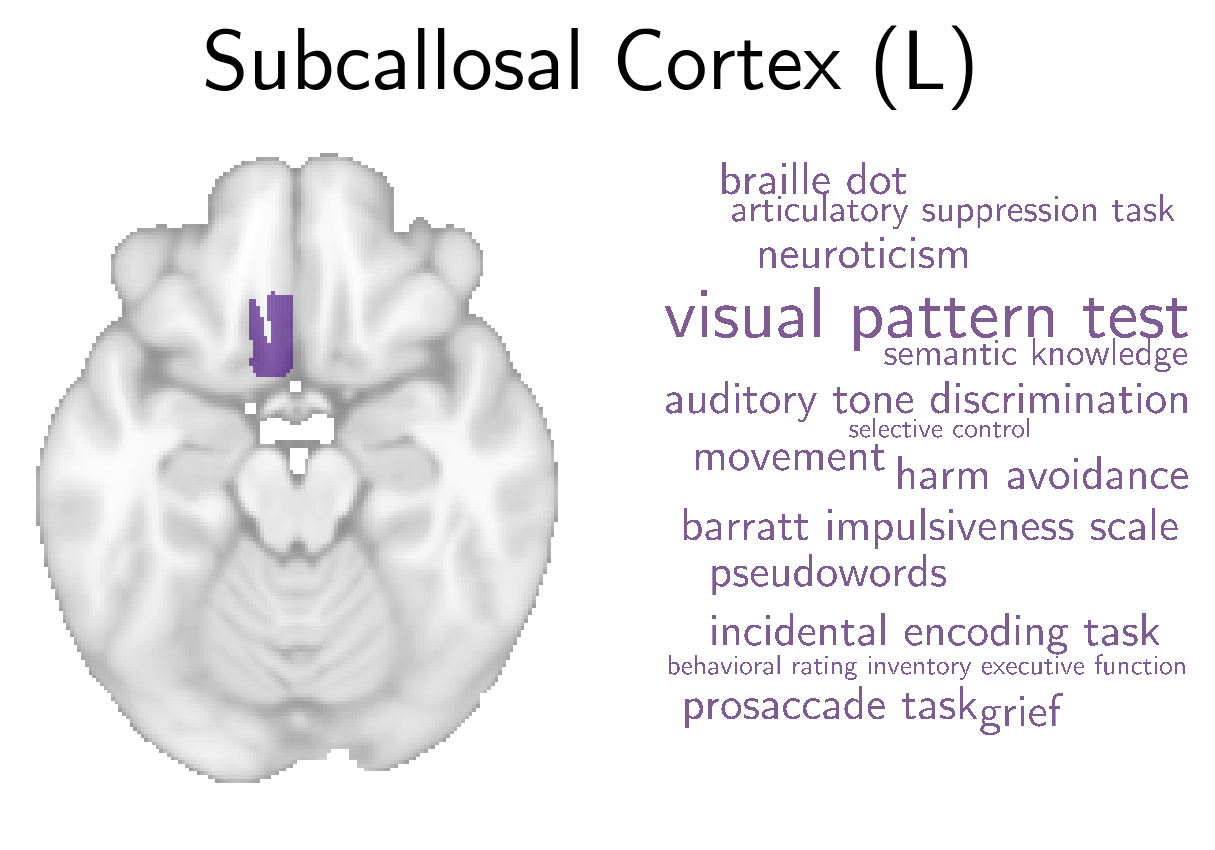 Subcallosal Cortex (L)
braille dot
articulatory suppression task
neuroticism
visual pattern test
semantic knowledge
auditory tone discrimination
selective control
movement
harm avoidance
barratt impulsiveness scale
pseudowords
incidental encoding task
behavioral rating inventory executive function
prosaccade task
grief